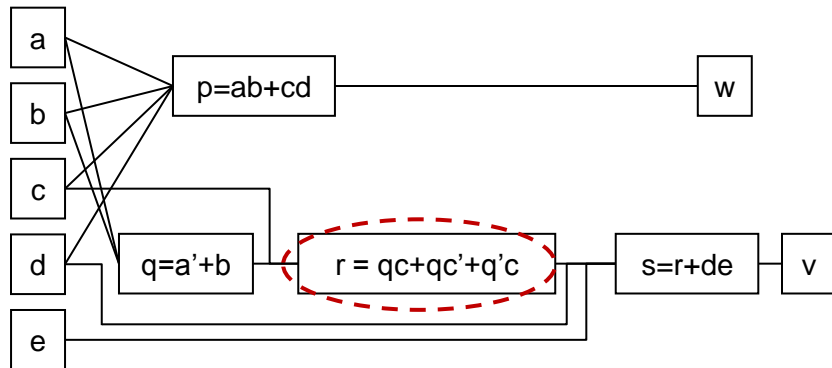 a
p=ab+cd
w
b
c
d
q=a’+b
r = qc+qc’+q’c
s=r+de
v
e